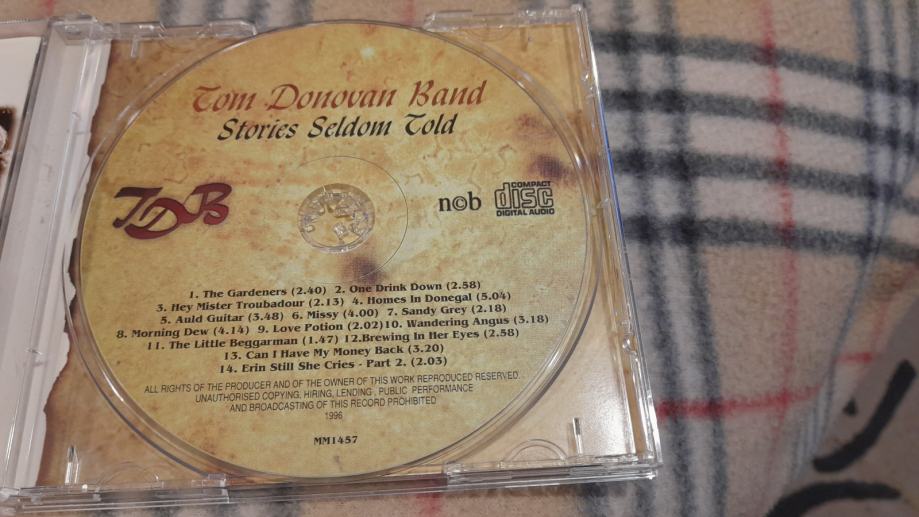 Tom Donovan Band
Stories Seldom Told
TDB
n©b
COMPACT
disc
DIGITAL AUDIO
1. The Gardeners (2.40) 2. One Drink Down (2.58)
3. Hey Mister Troubadour (2.13) 4. Homes In Donegal (5.04)
5. Auld Guitar (3.48) 6. Missy (4.00) 7. Sandy Grey (2.18)
8. Morning Dew (4.14) 9. Love Potion (2.02)10. Wandering Angus (3.18)
11. The Little Beggarman (1.47) 12.Brewing In Her Eyes (2.58)
13. Can I Have My Money Back (3.20)
14. Erin Still She Cries - Part 2. (2.03)
ALL RIGHTS OF THE PRODUCER AND OF THE OWNER OF THIS WORK REPRODUCED RESERVED.
UNAUTHORISED COPYING, HIRING, LENDING, PUBLIC PERFORMANCE
AND BROADCASTING OF THIS RECORD PROHIBITED
1996
MM1457